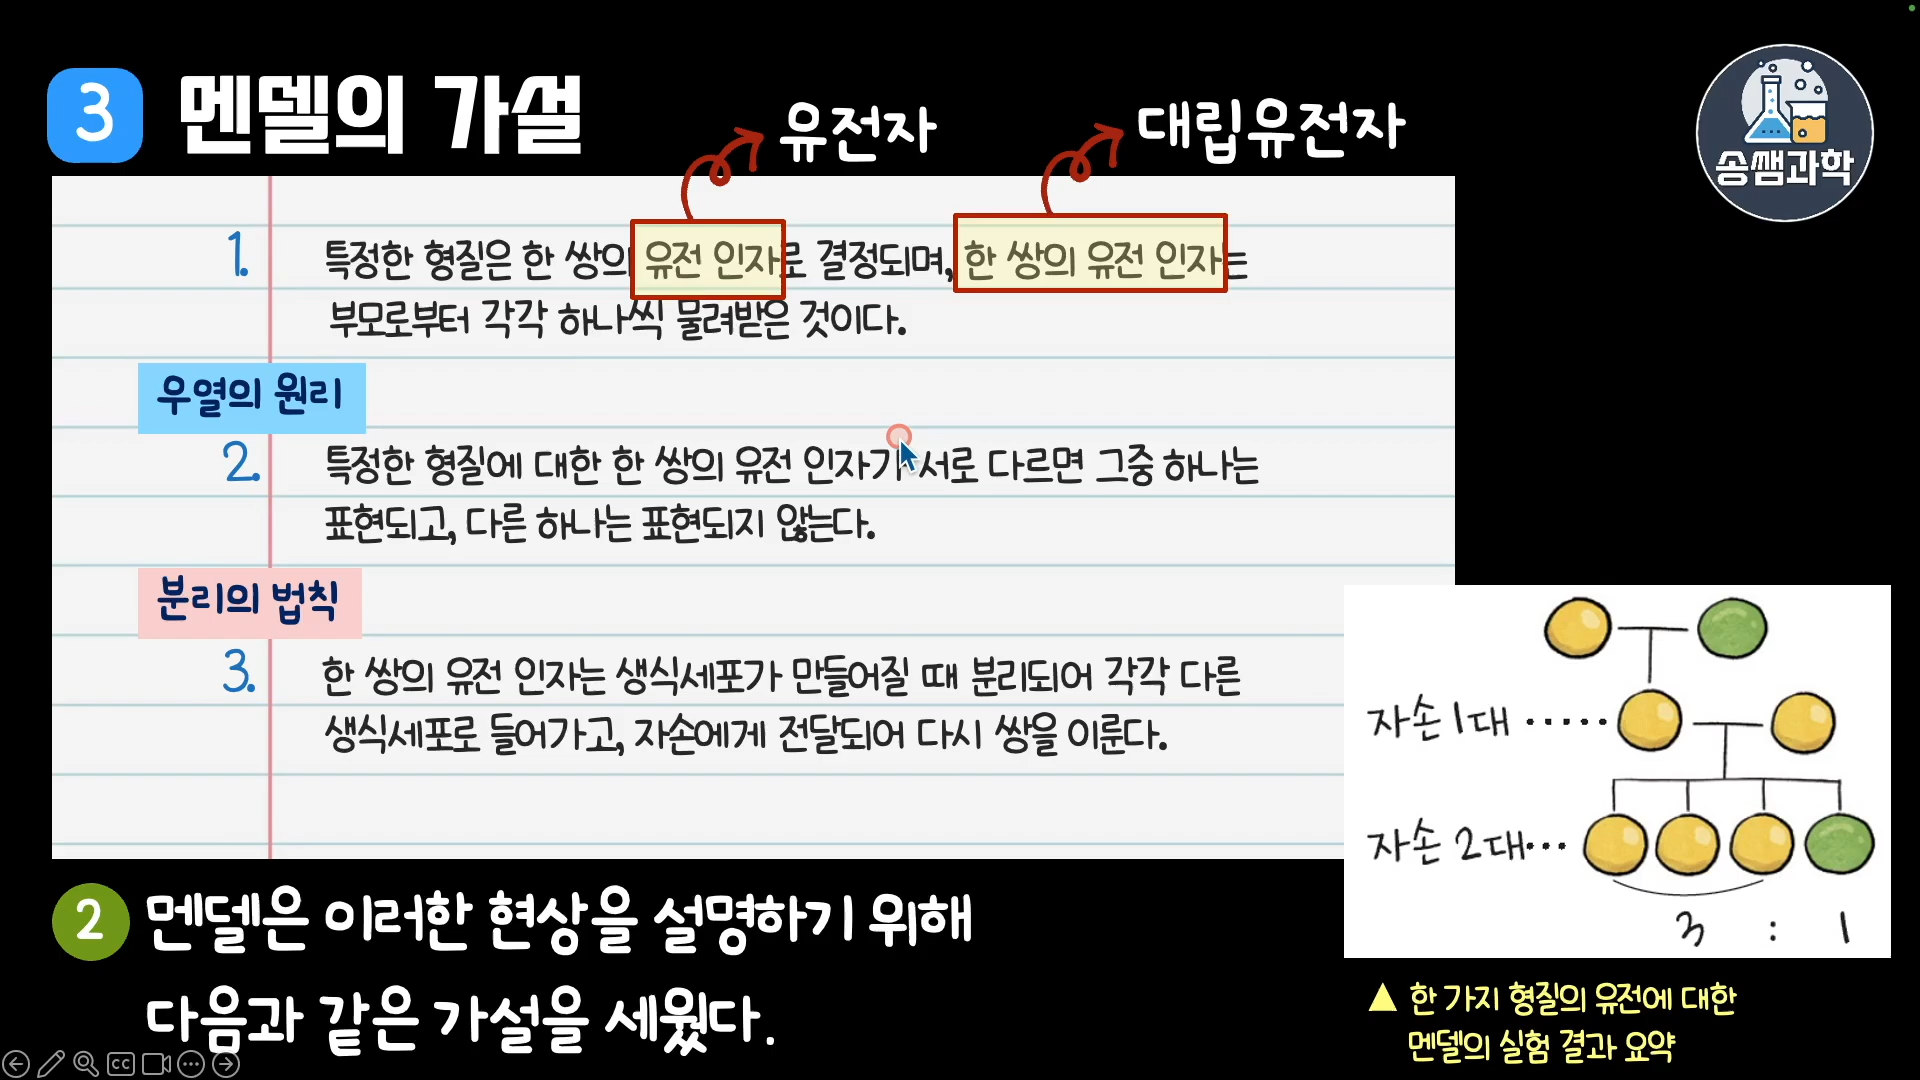 3 멘델의 가설
유전자
대립유전자
송쌤과학
1. 특정한 형질은 한 쌍의 유전 인자로 결정되며, 한 쌍의 유전 인자는
부모로부터 각각 하나씩 물려받은 것이다.
우열의 원리
2. 특정한 형질에 대한 한 쌍의 유전 인자가 서로 다르면 그중 하나는
표현되고, 다른 하나는 표현되지 않는다.
분리의 법칙
3. 한 쌍의 유전 인자는 생식세포가 만들어질 때 분리되어 각각 다른
생식세포로 들어가고, 자손에게 전달되어 다시 쌍을 이룬다.
자손 1대 ·····
자손 2대···
3 : 1
2 멘델은 이러한 현상을 설명하기 위해
다음과 같은 가설을 세웠다.
▲ 한 가지 형질의 유전에 대한
멘델의 실험 결과 요약
CC